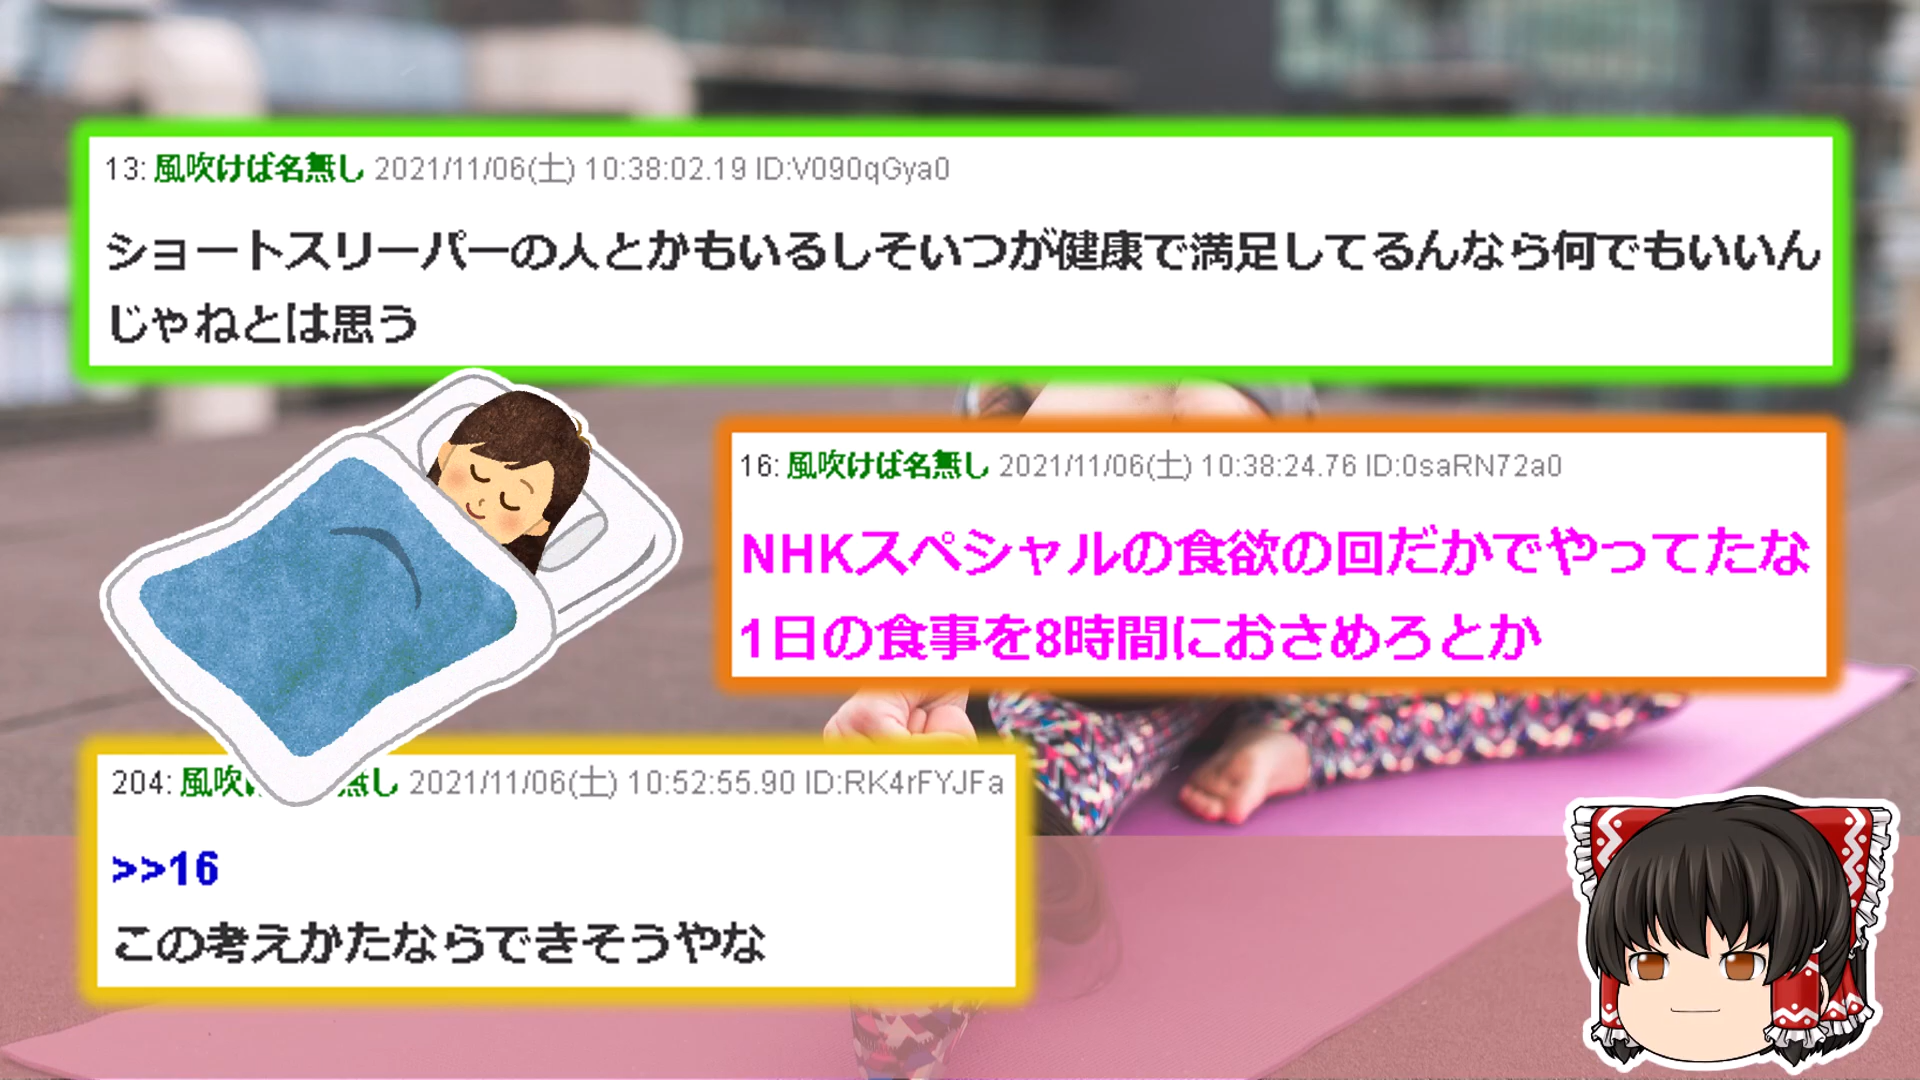 13: 風吹けば名無し 2021/11/06(土) 10:38:02.19 ID:V090qGya0
ショートスリーパーの人とかもいるしそいつが健康で満足してるんなら何でもいいん
じゃねとは思う
16: 風吹けば名無し 2021/11/06(土) 10:38:24.76 ID:0saRN72a0
NHKスペシャルの食欲の回だかでやってたな
1日の食事を8時間におさめろとか
204: 風吹 無し 2021/11/06(土) 10:52:55.90 ID:RK4rFYJFa
>>16
この考えかたならできそうやな